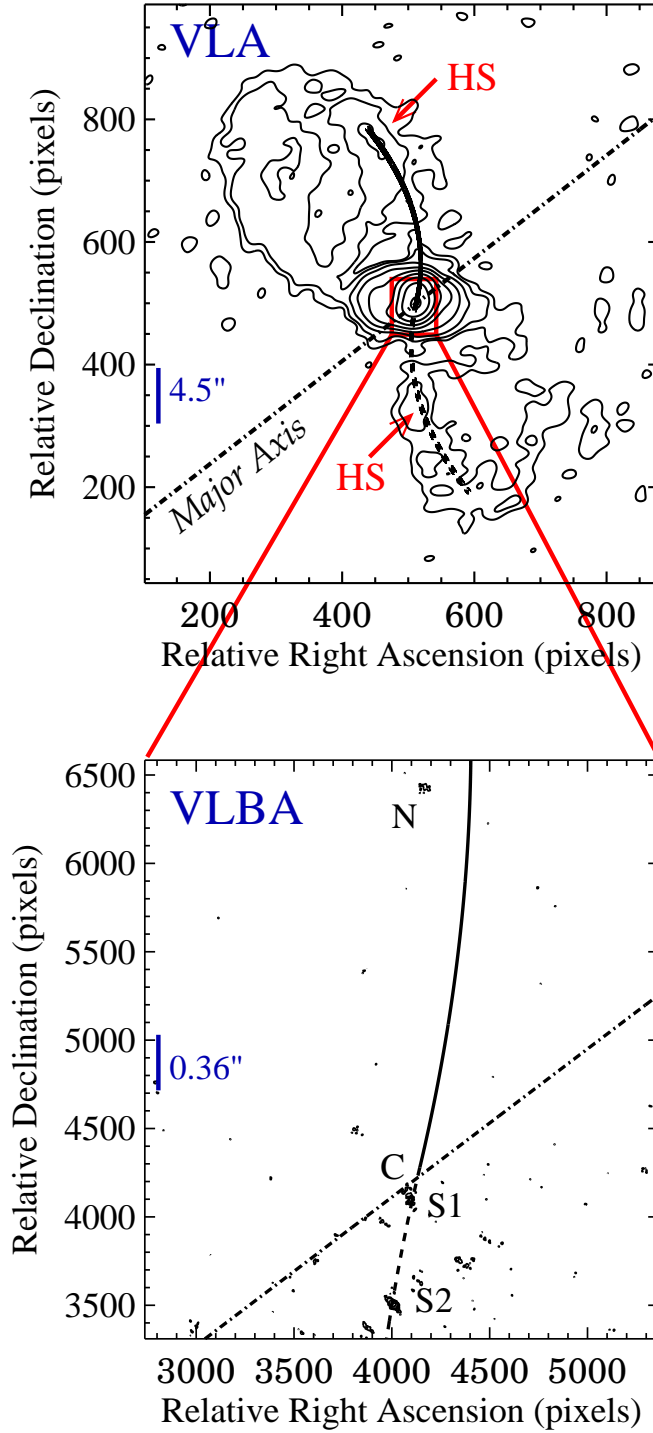 VLA
HS
800
600
400
200
Relative Declination (pixels)
4.5"
Major Axis
HS
200 400 600 800
Relative Right Ascension (pixels)
6500
6000
5500
5000
4500
4000
3500
Relative Declination (pixels)
VLBA
N
0.36"
C
S1
S2
3000 3500 4000 4500 5000
Relative Right Ascension (pixels)